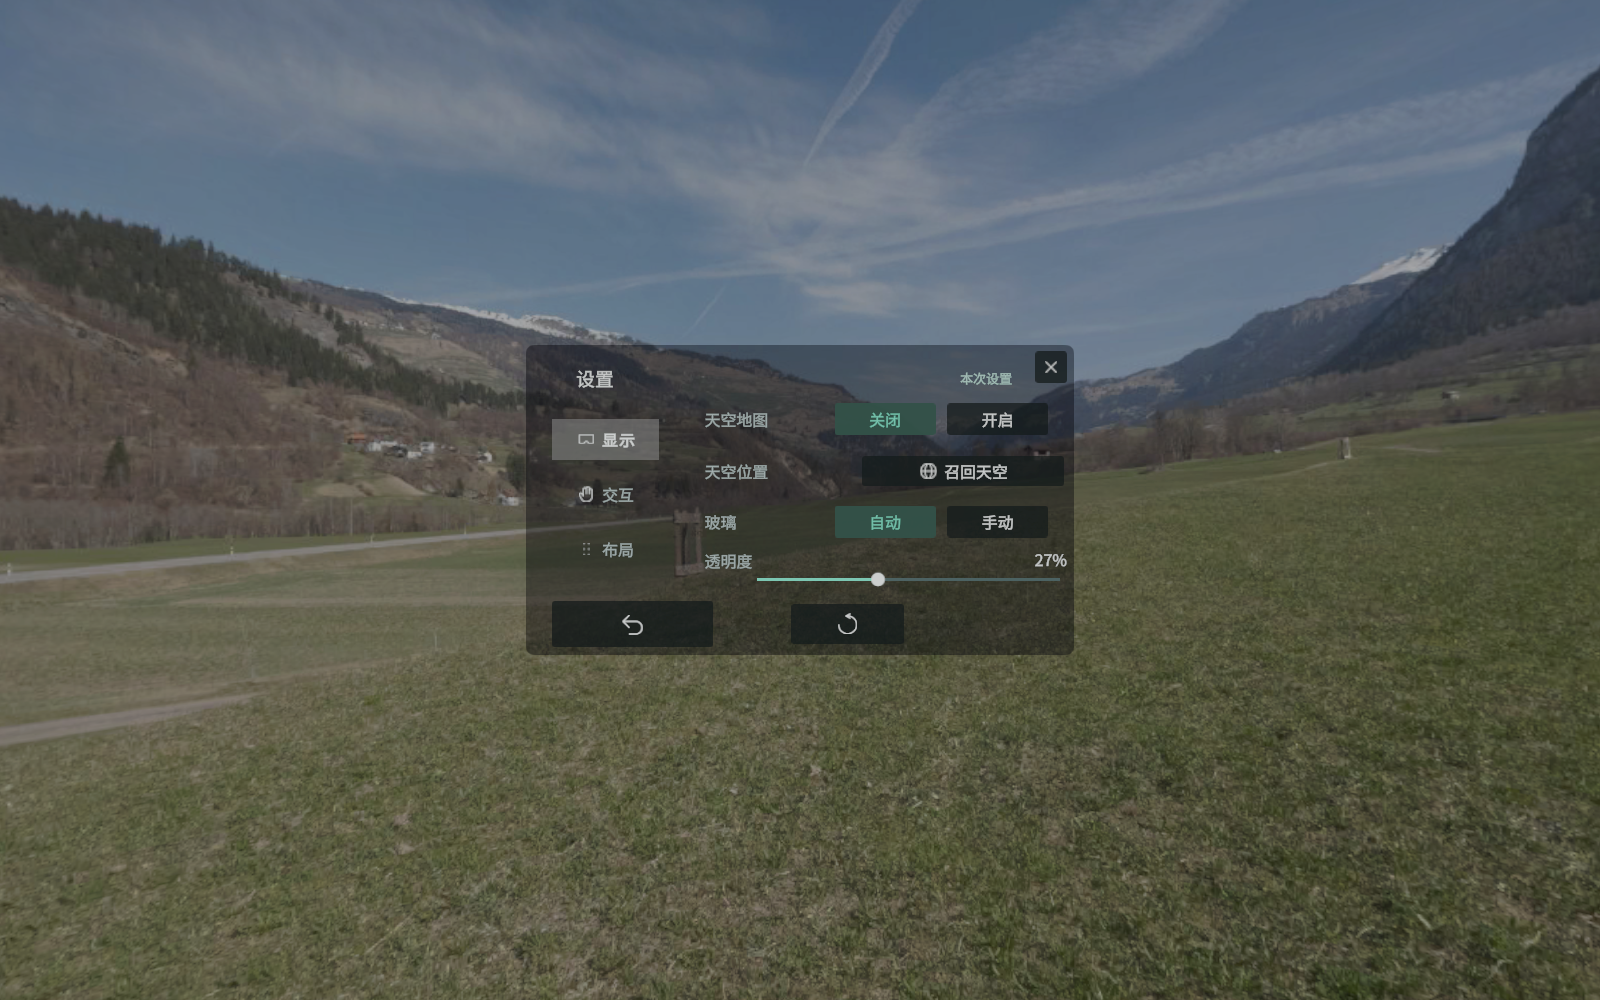 设置
本次设置
天空地图 关闭 开启
显示
天空位置 召回天空
交互
玻璃 自动 手动
布局
透明度 27%